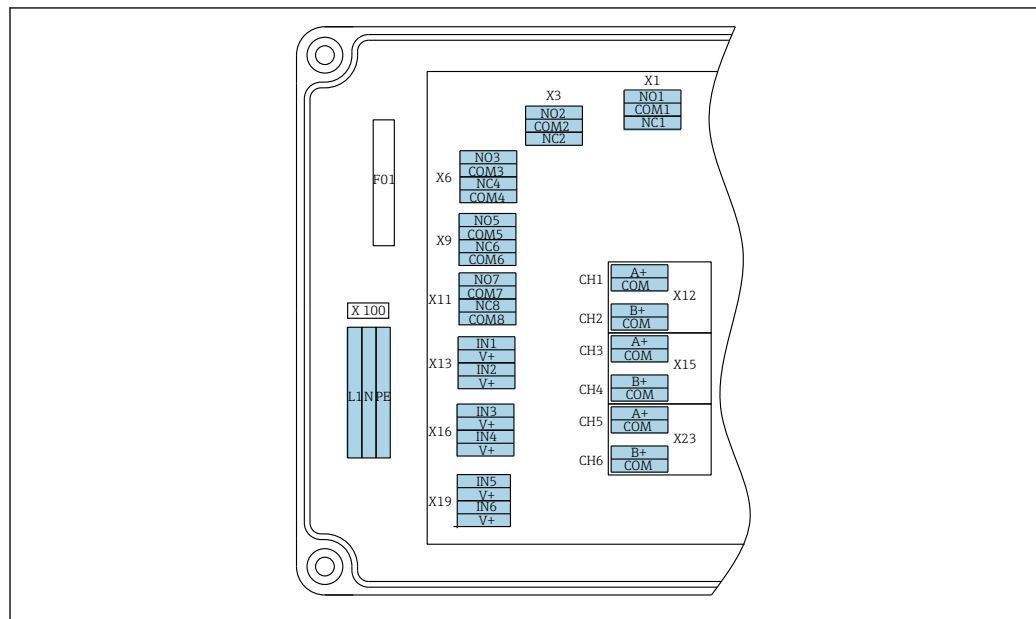 X1
NO1
COM1
NC1
X3
NO2
COM2
NC2
F01
X6
NO3
COM3
NC4
COM4
X9
NO5
COM5
NC6
COM6
X11
NO7
COM7
NC8
COM8
X 100
L1 N PE
X13
IN1
V+
IN2
V+
X16
IN3
V+
IN4
V+
X19
IN5
V+
IN6
V+
CH1
A+
COM
X12
CH2
B+
COM
CH3
A+
COM
X15
CH4
B+
COM
CH5
A+
COM
X23
CH6
B+
COM